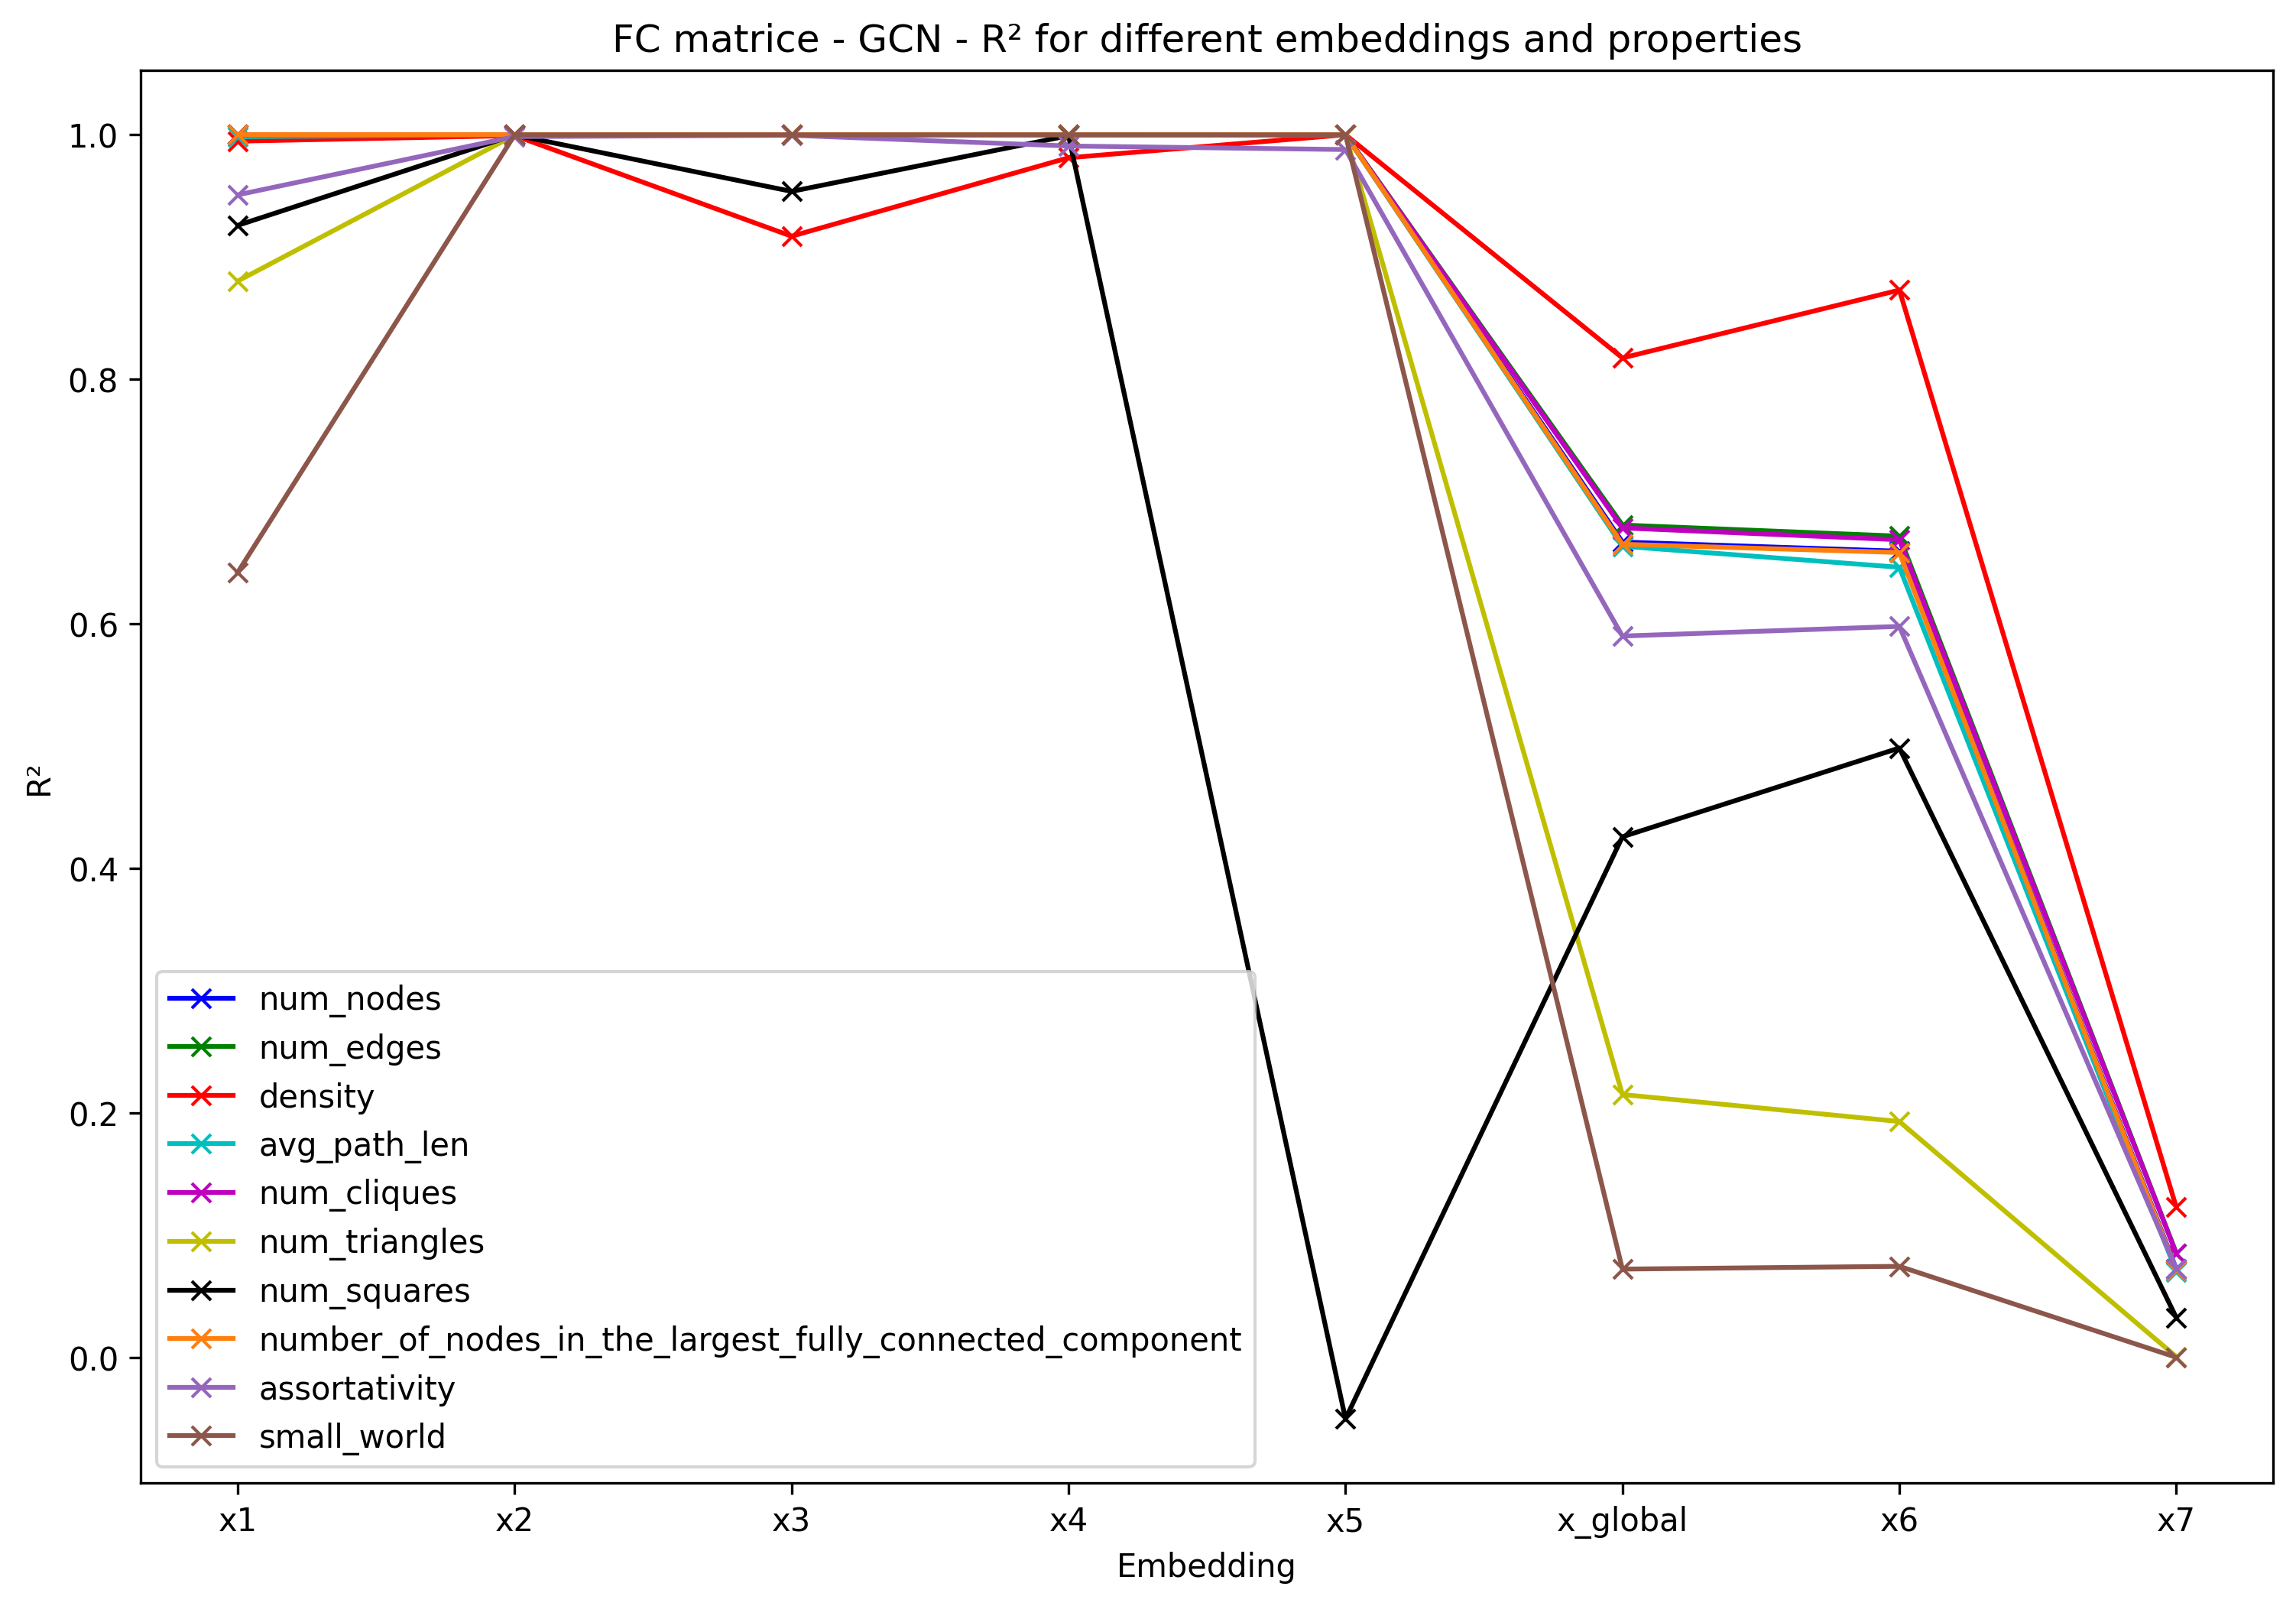 FC matrice - GCN - R² for different embeddings and properties
1.0
0.8
0.6
0.4
0.2
0.0
R²
num_nodes
num_edges
density
avg_path_len
num_cliques
num_triangles
num_squares
number_of_nodes_in_the_largest_fully_connected_component
assortativity
small_world
x1 x2 x3 x4 x5 x_global x6 x7
Embedding